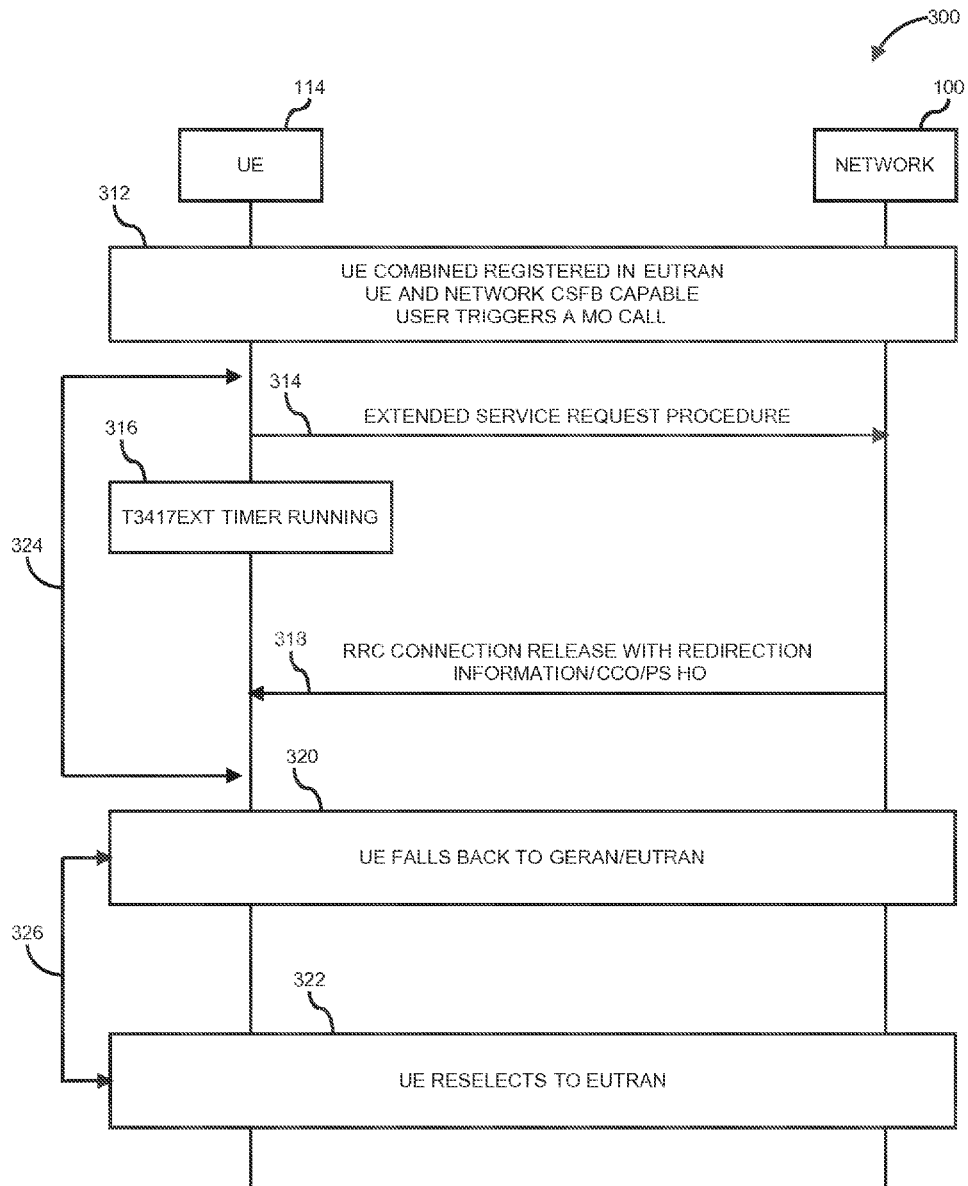 300
114
100
UE
NETWORK
312
UE COMBINED REGISTERED IN EUTRAN
UE AND NETWORK CSFB CAPABLE
USER TRIGGERS A MO CALL
314
EXTENDED SERVICE REQUEST PROCEDURE
316
T3417EXT TIMER RUNNING
324
318
RRC CONNECTION RELEASE WITH REDIRECTION
INFORMATION/CCO/PS HO
320
UE FALLS BACK TO GERAN/EUTRAN
326
322
UE RESELECTS TO EUTRAN